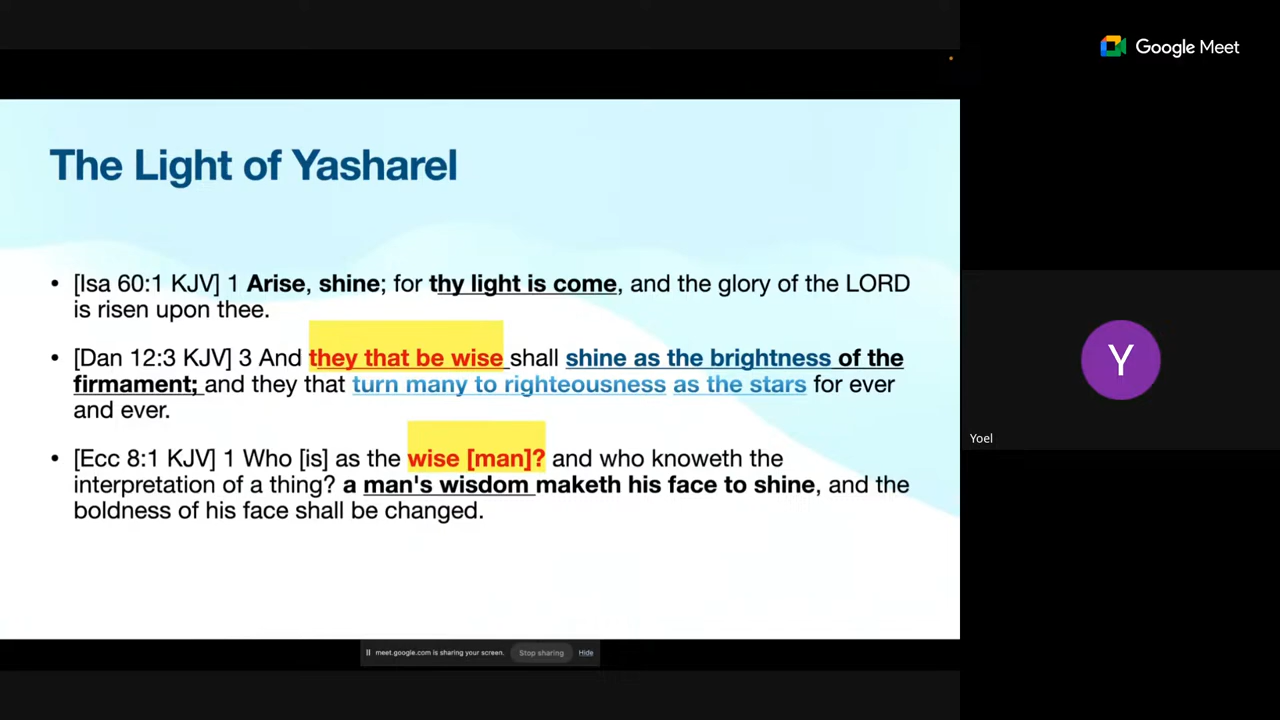 Google Meet
The Light of Yasharel
• [Isa 60:1 KJV] 1 Arise, shine; for thy light is come, and the glory of the LORD
is risen upon thee.
• [Dan 12:3 KJV] 3 And they that be wise shall shine as the brightness of the
firmament; and they that turn many to righteousness as the stars for ever
and ever.
• [Ecc 8:1 KJV] 1 Who [is] as the wise [man]? and who knoweth the
interpretation of a thing? a man's wisdom maketh his face to shine, and the
boldness of his face shall be changed.
Y
Yoel
meet.google.com is sharing your screen. Stop sharing Hide